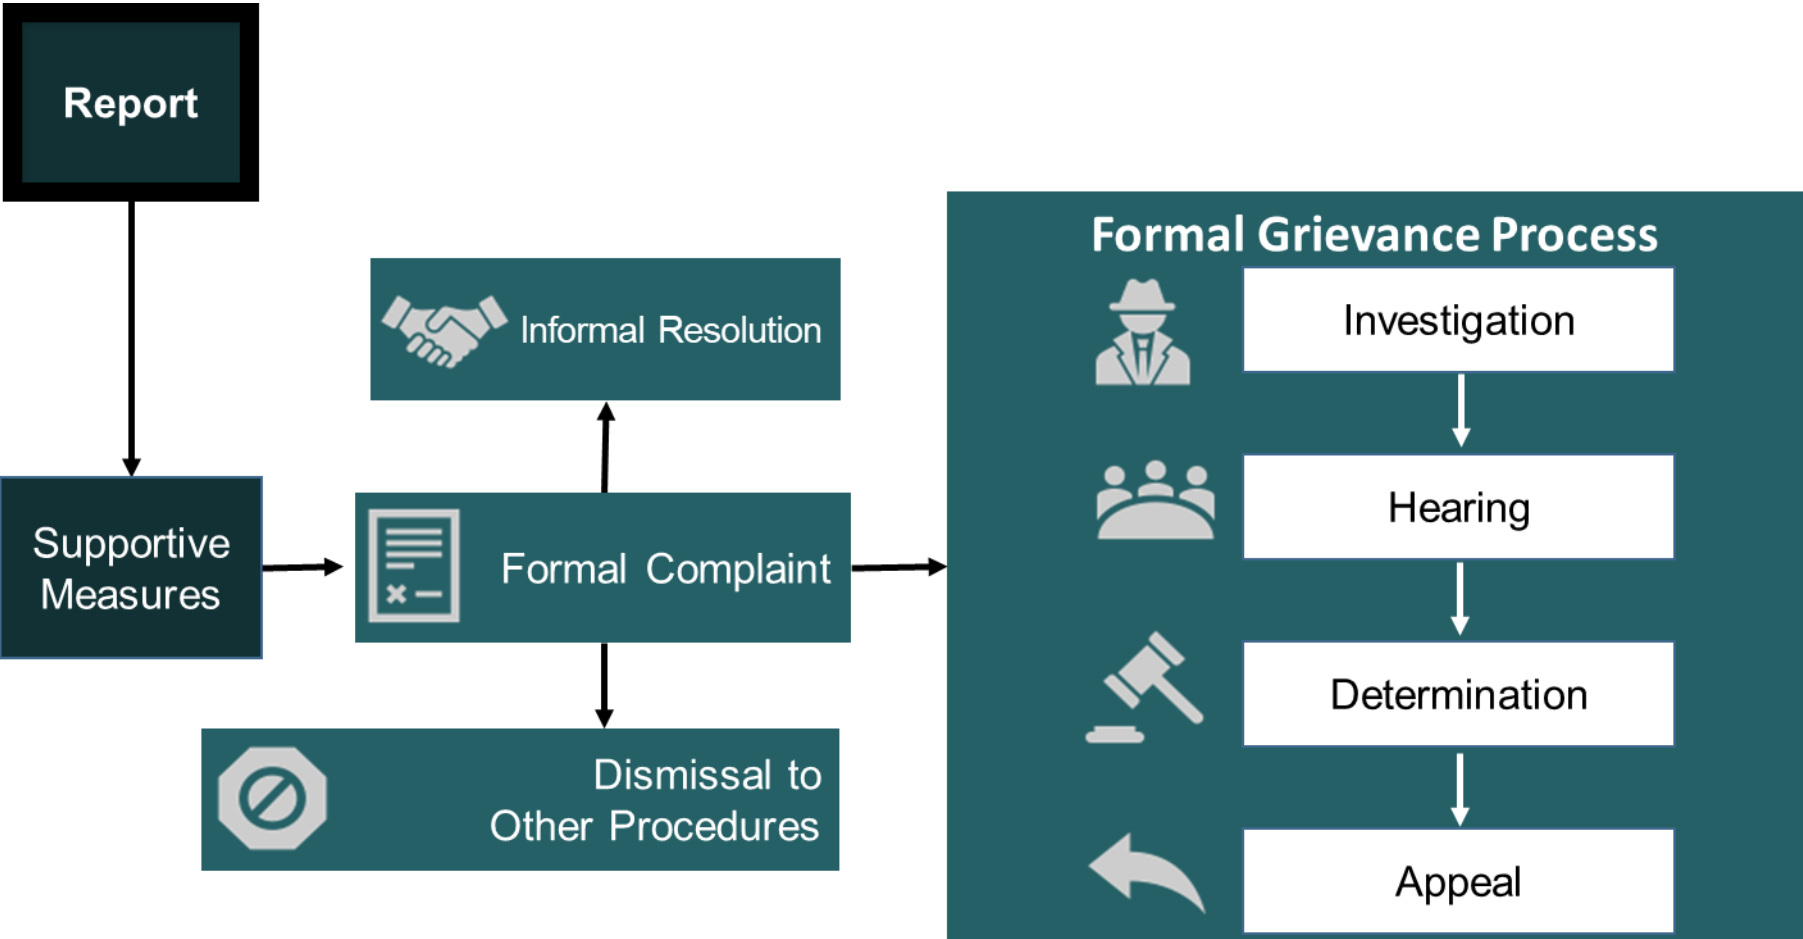 Report
Supportive
Measures
Informal Resolution
Formal Complaint
Dismissal to
Other Procedures
Formal Grievance Process
Investigation
Hearing
Determination
Appeal